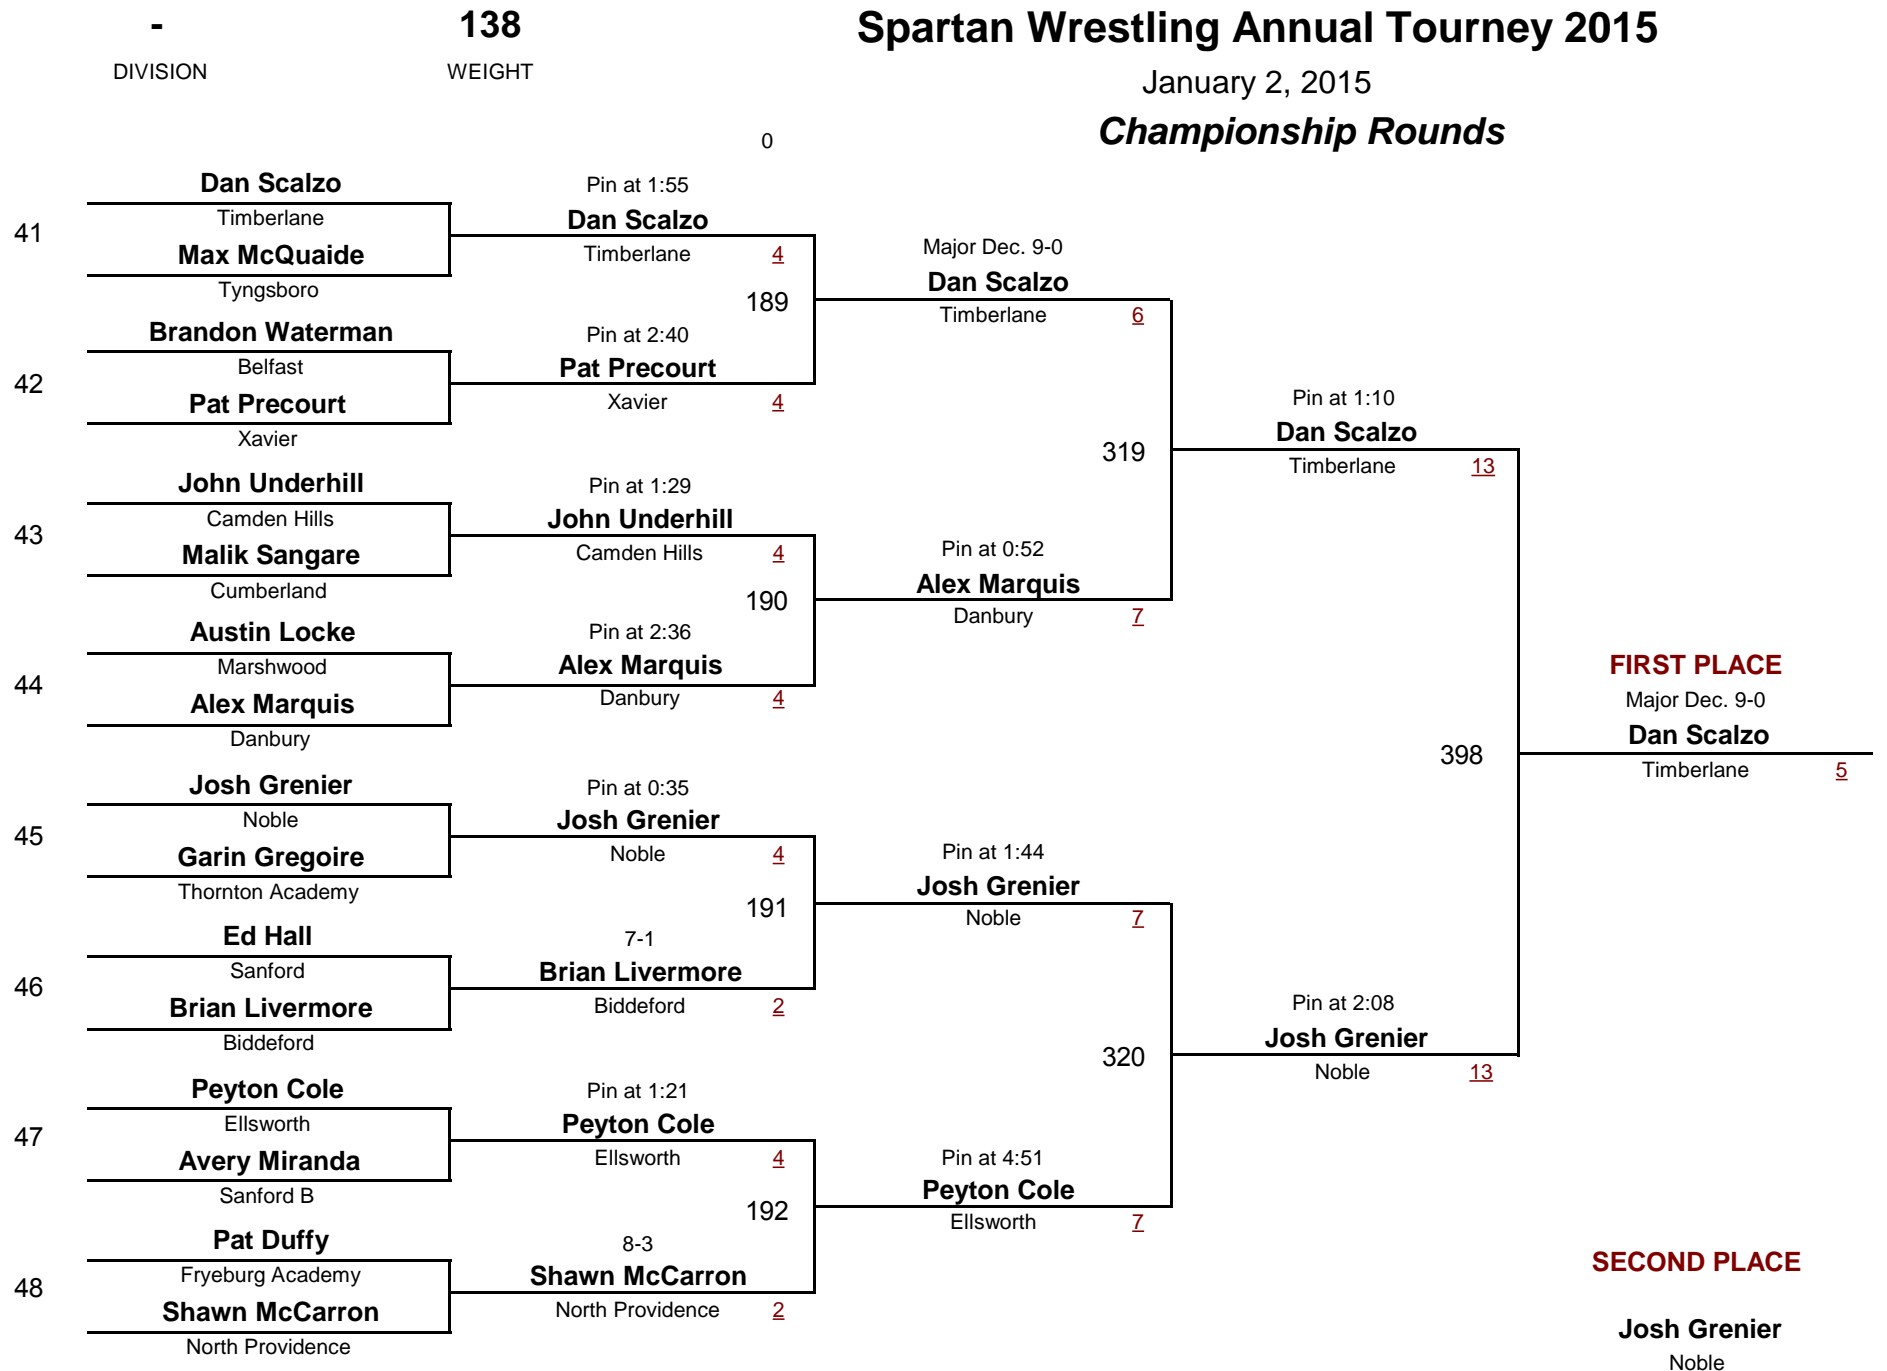 -
138
Spartan Wrestling Annual Tourney 2015
DIVISION
WEIGHT
January 2, 2015
Championship Rounds
0
41
Dan Scalzo
Timberlane
Max McQuaide
Tyngsboro
42
Brandon Waterman
Belfast
Pat Precourt
Xavier
43
John Underhill
Camden Hills
Malik Sangare
Cumberland
44
Austin Locke
Marshwood
Alex Marquis
Danbury
45
Josh Grenier
Noble
Garin Gregoire
Thornton Academy
46
Ed Hall
Sanford
Brian Livermore
Biddeford
47
Peyton Cole
Ellsworth
Avery Miranda
Sanford B
48
Pat Duffy
Fryeburg Academy
Shawn McCarron
North Providence
Pin at 1:55
Dan Scalzo
Timberlane 4
189
Pin at 2:40
Pat Precourt
Xavier 4
Pin at 1:29
John Underhill
Camden Hills 4
190
Pin at 2:36
Alex Marquis
Danbury 4
Pin at 0:35
Josh Grenier
Noble 4
191
7-1
Brian Livermore
Biddeford 2
Pin at 1:21
Peyton Cole
Ellsworth 4
192
8-3
Shawn McCarron
North Providence 2
Major Dec. 9-0
Dan Scalzo
Timberlane 6
319
Pin at 0:52
Alex Marquis
Danbury 7
Pin at 1:44
Josh Grenier
Noble 7
320
Pin at 4:51
Peyton Cole
Ellsworth 7
Pin at 1:10
Dan Scalzo
Timberlane 13
398
Pin at 2:08
Josh Grenier
Noble 13
FIRST PLACE
Major Dec. 9-0
Dan Scalzo
Timberlane 5
SECOND PLACE
Josh Grenier
Noble